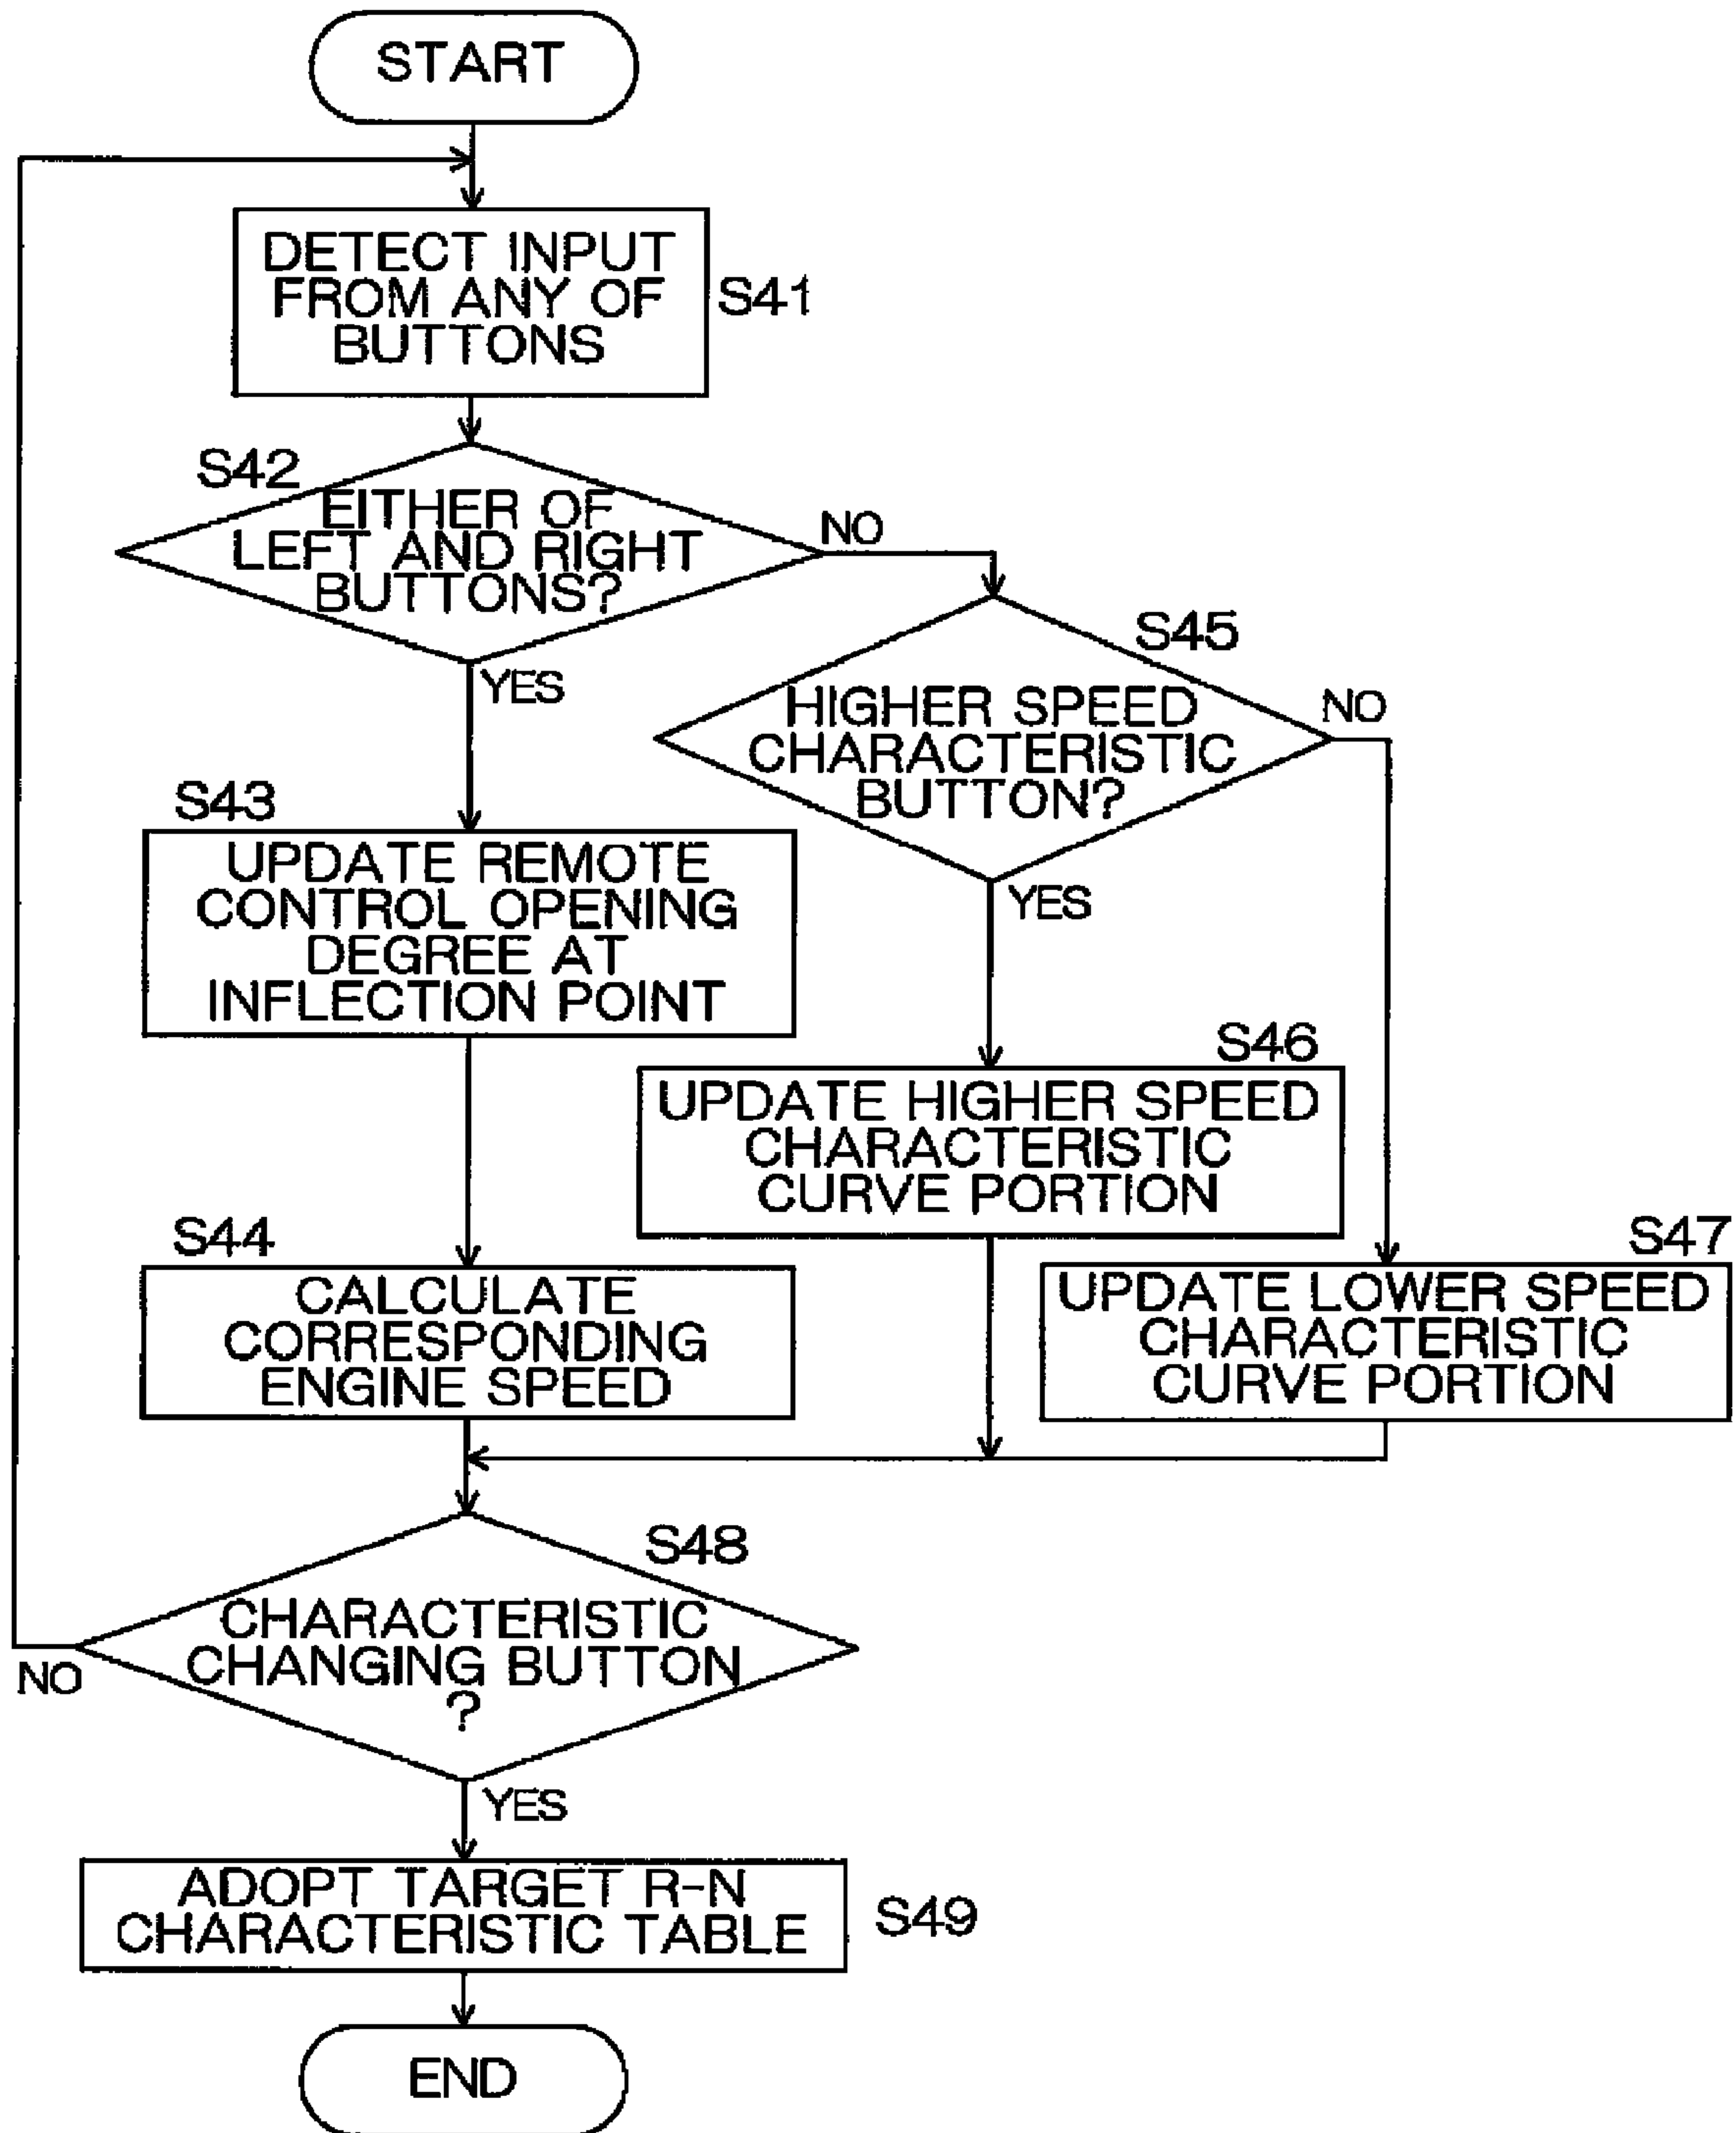 START
DETECT INPUT
FROM ANY OF
BUTTONS
S41
S42
EITHER OF
LEFT AND RIGHT
BUTTONS?
NO
YES
S45
HIGHER SPEED
CHARACTERISTIC
BUTTON?
NO
YES
S43
UPDATE REMOTE
CONTROL OPENING
DEGREE AT
INFLECTION POINT
S46
UPDATE HIGHER SPEED
CHARACTERISTIC
CURVE PORTION
S44
CALCULATE
CORRESPONDING
ENGINE SPEED
S47
UPDATE LOWER SPEED
CHARACTERISTIC
CURVE PORTION
S48
CHARACTERISTIC
CHANGING BUTTON
?
NO
YES
ADOPT TARGET R-N
CHARACTERISTIC TABLE
S49
END